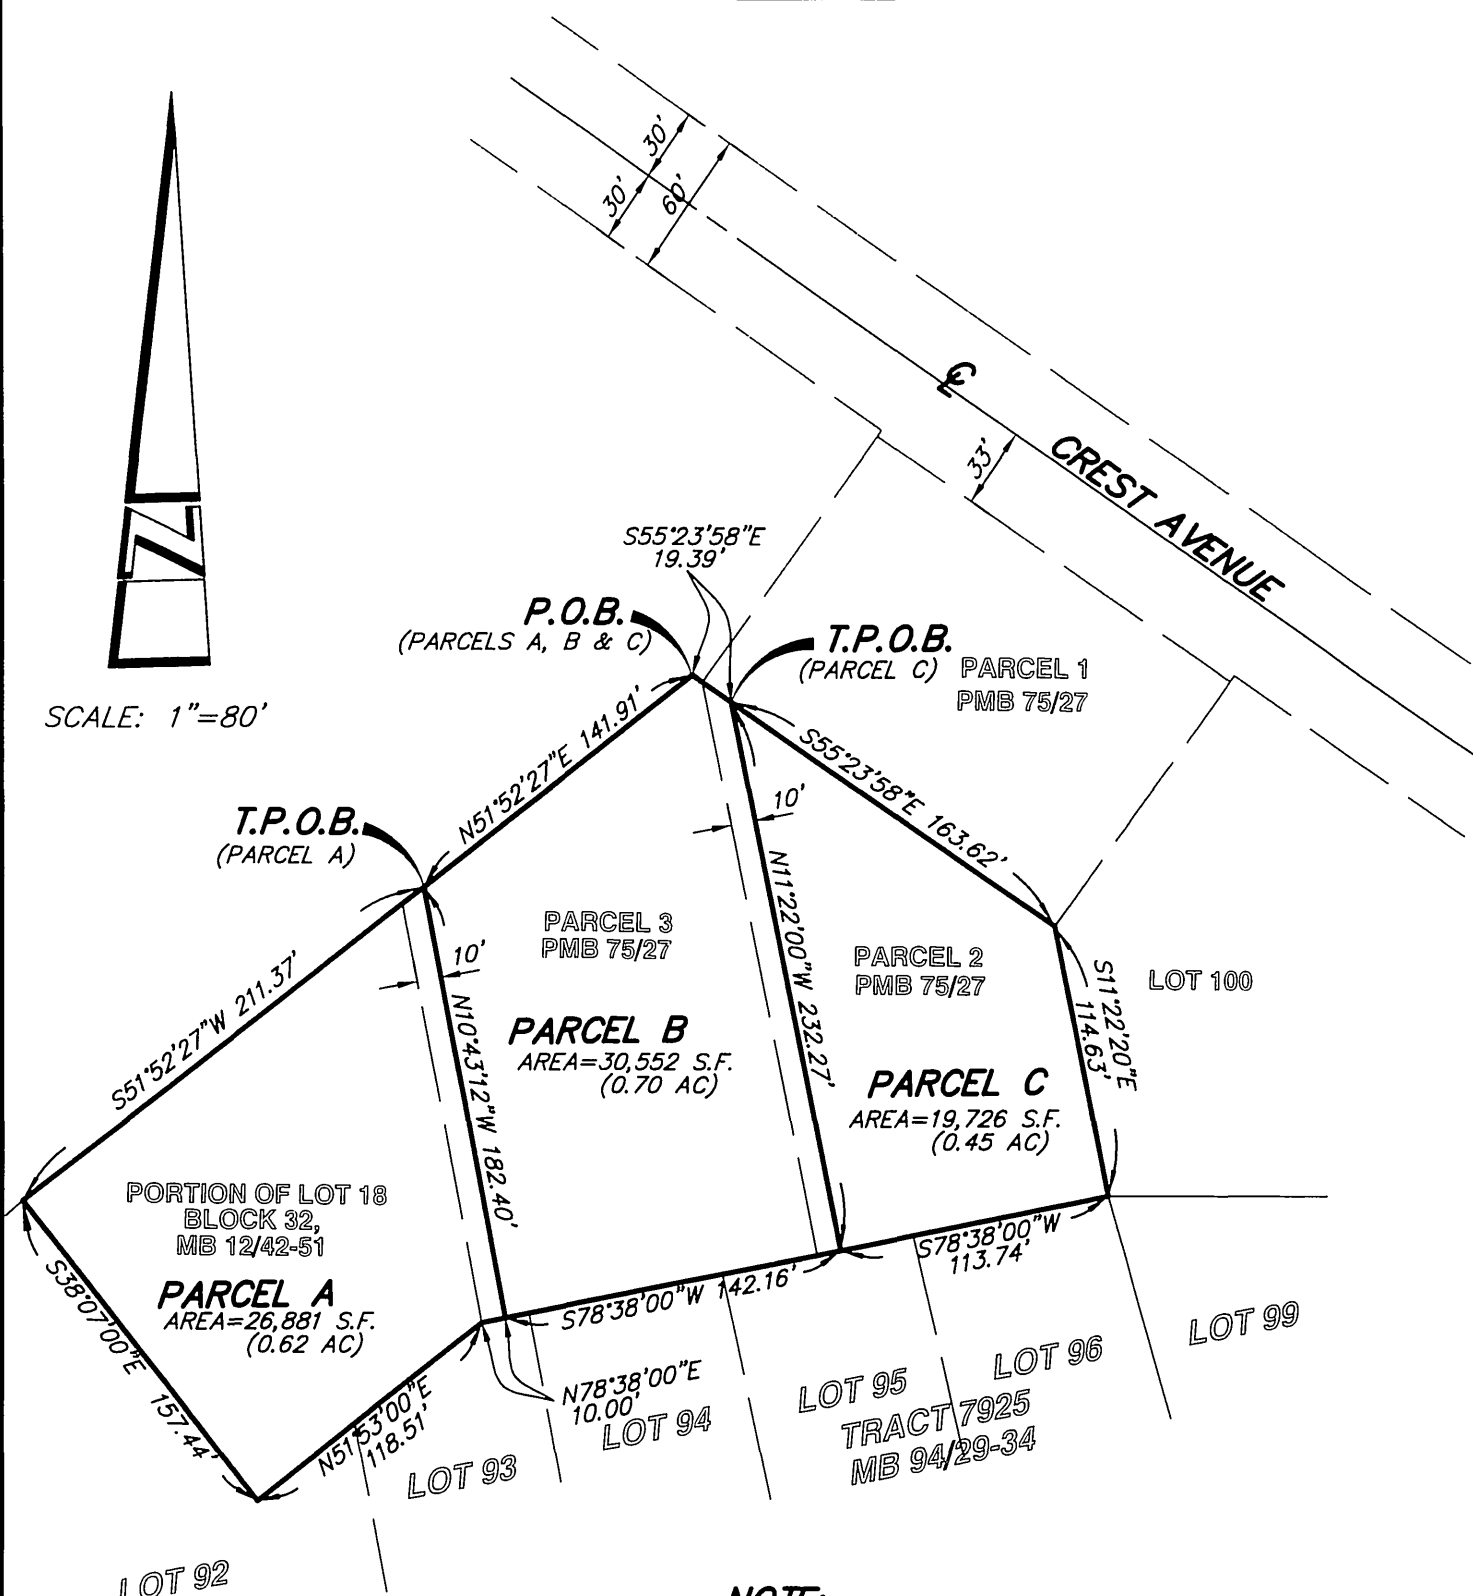 30'
30'
60'
℄
CREST AVENUE
33'
S55°23'58"E
19.39'
P.O.B.
(PARCELS A, B & C)
T.P.O.B.
(PARCEL C)
PARCEL 1
PMB 75/27
Z
SCALE: 1"=80'
N51°52'27"E 141.91'
S55°23'58"E 163.62'
10'
T.P.O.B.
(PARCEL A)
N11°22'00"W 232.27'
PARCEL 3
PMB 75/27
10'
PARCEL 2
PMB 75/27
LOT 100
S11°22'20"E
114.63'
S51°52'27"W 211.37'
N10°43'12"W 182.40'
PARCEL B
AREA=30,552 S.F.
(0.70 AC)
PARCEL C
AREA=19,726 S.F.
(0.45 AC)
PORTION OF LOT 18
BLOCK 32,
MB 12/42-51
PARCEL A
AREA=26,881 S.F.
(0.62 AC)
S38°07'00"E 157.44'
S78°38'00"W 142.16'
S78°38'00"W
113.74'
N78°38'00"E
10.00'
N51°53'00"E
118.51'
LOT 99
LOT 96
LOT 95
TRACT 7925
MB 94/29-34
LOT 94
LOT 93
LOT 92
NOTE: